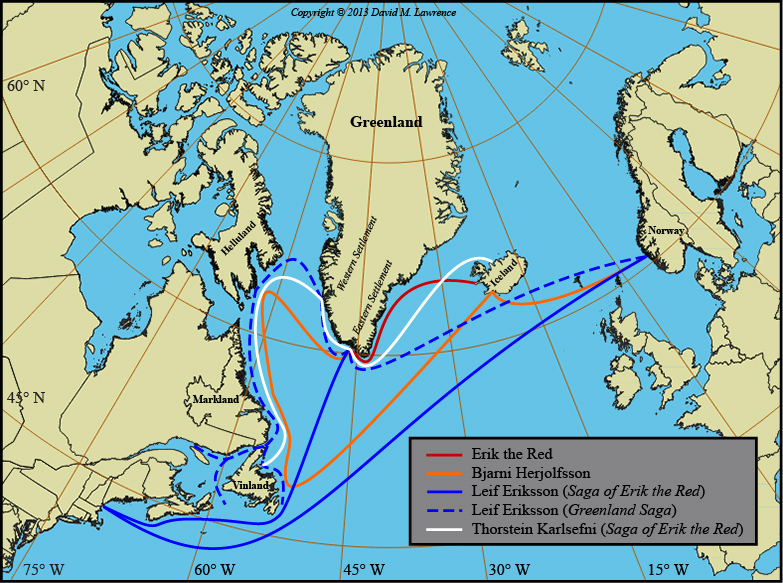 Copyright © 2013 David M. Lawrence
60° N
Greenland
Helluland
Western Settlement
Eastern Settlement
Iceland
Norway
45° N
Markland
Vinland
Erik the Red
Bjarni Herjolfsson
Leif Eriksson (Saga of Erik the Red)
Leif Eriksson (Greenland Saga)
Thorstein Karlsefni (Saga of Erik the Red)
75° W
60° W
45° W
30° W
15° W